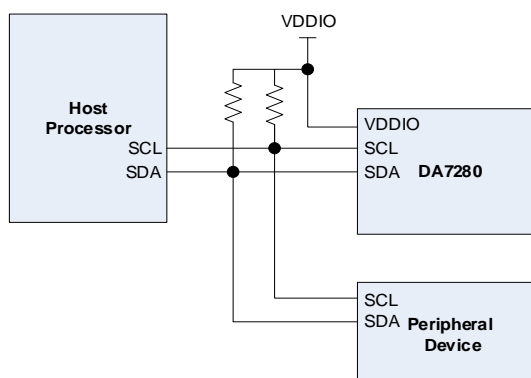 VDDIO
Host
Processor
SCL
SDA
VDDIO
SCL
SDA
DA7280
SCL
SDA
Peripheral
Device